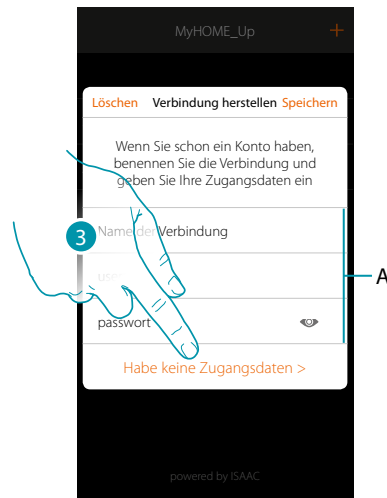 MyHOME_Up +
Löschen Verbindung herstellen Speichern
Wenn Sie schon ein Konto haben,
benennen Sie die Verbindung und
geben Sie Ihre Zugangsdaten ein
3
Name der Verbindung
A
passwort
Habe keine Zugangsdaten >
powered by ISAAC